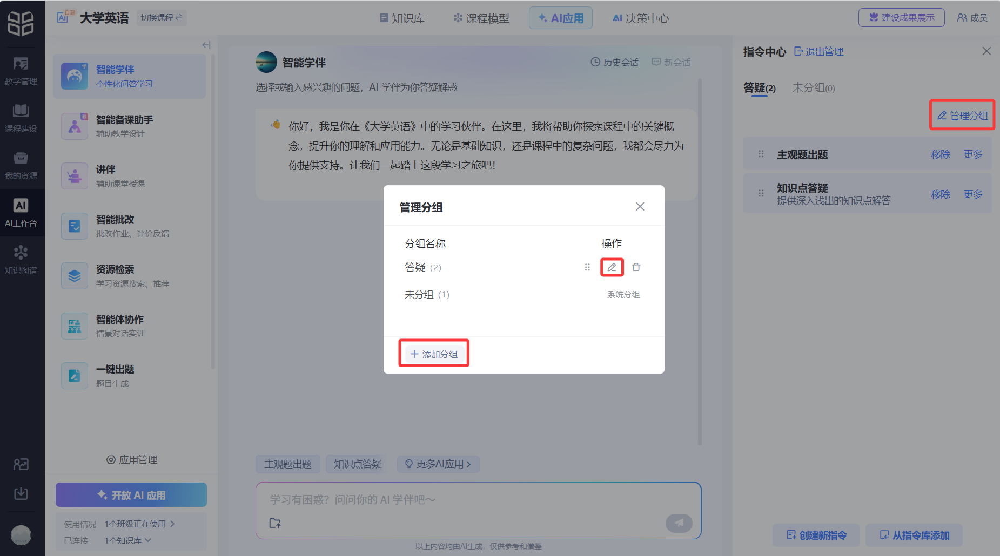 自建
大学英语
切换课程
知识库
课程模型
AI应用
决策中心
建设成果展示
成员
教学管理
课程建设
我的资源
AI工作台
知识图谱
学
智能学伴
个性化问答学习
教
智能备课助手
辅助教学设计
讲伴
辅助课堂授课
智能批改
批改作业、评价反馈
资源检索
学习资源搜索、推荐
智能体协作
情景对话实训
一键出题
题目生成
应用管理
开放 AI 应用
使用情况 1个班级正在使用
已连接 1个知识库
智能学伴
历史会话
新会话
选择或输入感兴趣的问题，AI 学伴为你答疑解惑
你好，我是你在《大学英语》中的学习伙伴。在这里，我将帮助你探索课程中的关键概
念，提升你的理解和应用能力。无论是基础知识，还是课程中的复杂问题，我都会尽力为
你提供支持。让我们一起踏上这段学习之旅吧！
管理分组
分组名称 操作
答疑 (2)
未分组 (1) 系统分组
添加分组
主观题出题
知识点答疑
更多AI应用
学习有困惑？问问你的 AI 学伴吧～
以上内容均由AI生成，仅供参考和借鉴
指令中心
退出管理
答疑(2)
未分组(0)
管理分组
主观题出题
移除 更多
知识点答疑
提供深入浅出的知识点解答
移除 更多
创建新指令
从指令库添加